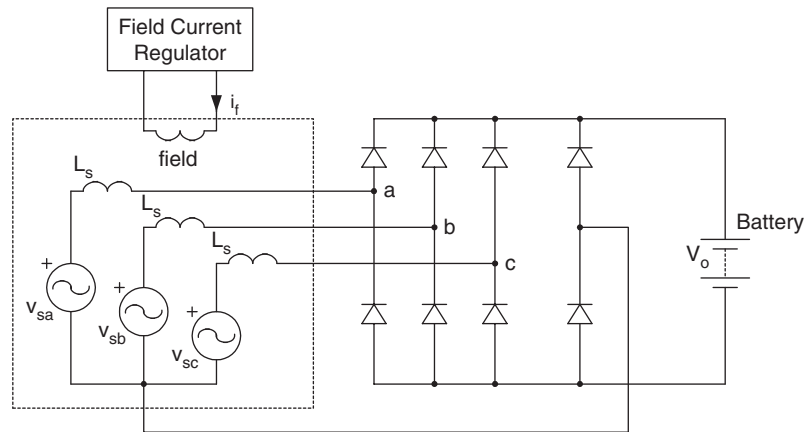 Field Current
Regulator
i_f
field
L_s
a
L_s
b
Battery
L_s
c
V_o
+
v_sa
+
v_sb
+
v_sc